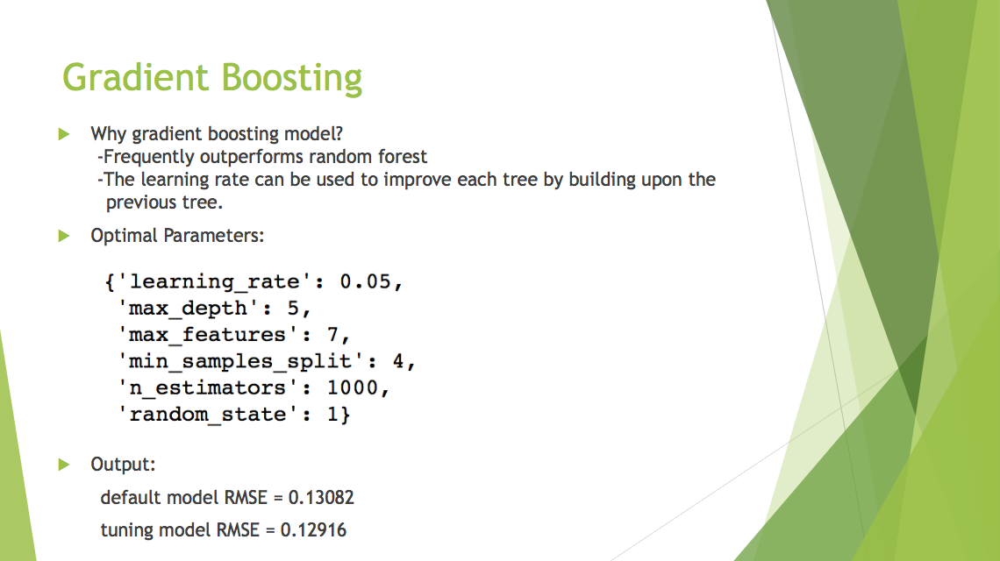 Gradient Boosting
Why gradient boosting model?
-Frequently outperforms random forest
-The learning rate can be used to improve each tree by building upon the
previous tree.
Optimal Parameters:
{'learning_rate': 0.05,
'max_depth': 5,
'max_features': 7,
'min_samples_split': 4,
'n_estimators': 1000,
'random_state': 1}
Output:
default model RMSE = 0.13082
tuning model RMSE = 0.12916